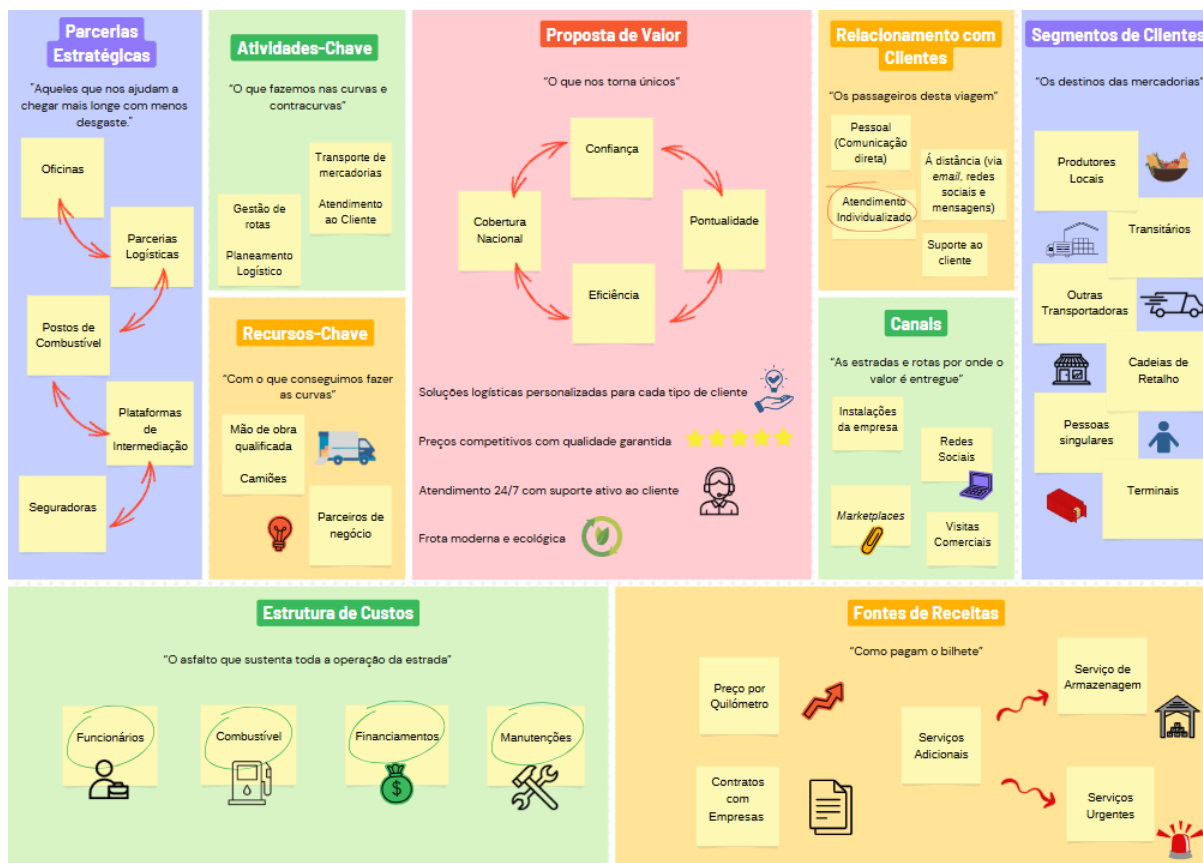 Parcerias
Estratégicas
"Aqueles que nos ajudam a
chegar mais longe com menos
desgaste."
Oficinas
Parcerias
Logísticas
Postos de
Combustível
Plataformas
de
Intermediação
Seguradoras
Atividades-Chave
"O que fazemos nas curvas e
contracurvas"
Transporte de
mercadorias
Atendimento
ao Cliente
Gestão de
rotas
Planeamento
Logístico
Recursos-Chave
"Com o que conseguimos fazer
as curvas"
Mão de obra
qualificada
Camiões
Parceiros de
negócio
Proposta de Valor
"O que nos torna únicos"
Confiança
Cobertura
Nacional
Pontualidade
Eficiência
Soluções logísticas personalizadas para cada tipo de cliente
Preços competitivos com qualidade garantida
Atendimento 24/7 com suporte ativo ao cliente
Frota moderna e ecológica
Relacionamento com
Clientes
"Os passageiros desta viagem"
Pessoal
(Comunicação
direta)
Á distância (via
email, redes
sociais e
mensagens)
Atendimento
Individualizado
Suporte ao
cliente
Canais
"As estradas e rotas por onde o
valor é entregue"
Instalações
da empresa
Redes
Sociais
Marketplaces
Visitas
Comerciais
Segmentos de Clientes
"Os destinos das mercadorias"
Produtores
Locais
Transitários
Outras
Transportadoras
Cadeias de
Retalho
Pessoas
singulares
Terminais
Estrutura de Custos
"O asfalto que sustenta toda a operação da estrada"
Funcionários
Combustível
Financiamentos
$
Manutenções
Fontes de Receitas
"Como pagam o bilhete"
Preço por
Quilómetro
Contratos
com
Empresas
Serviços
Adicionais
Serviço de
Armazenagem
Serviços
Urgentes